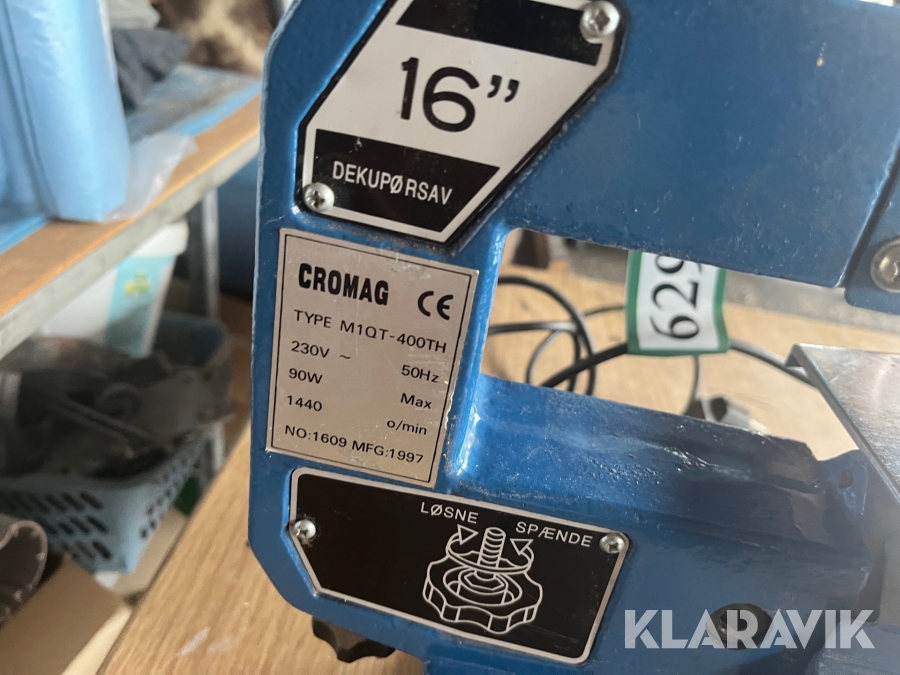 16”
DEKUPØRSAV
CROMAG CE
TYPE M1QT-400TH
230V ~ 50Hz
90W Max
1440 o/min
NO:1609 MFG:1997
LØSNE SPÆNDE
629
KLARAVIK